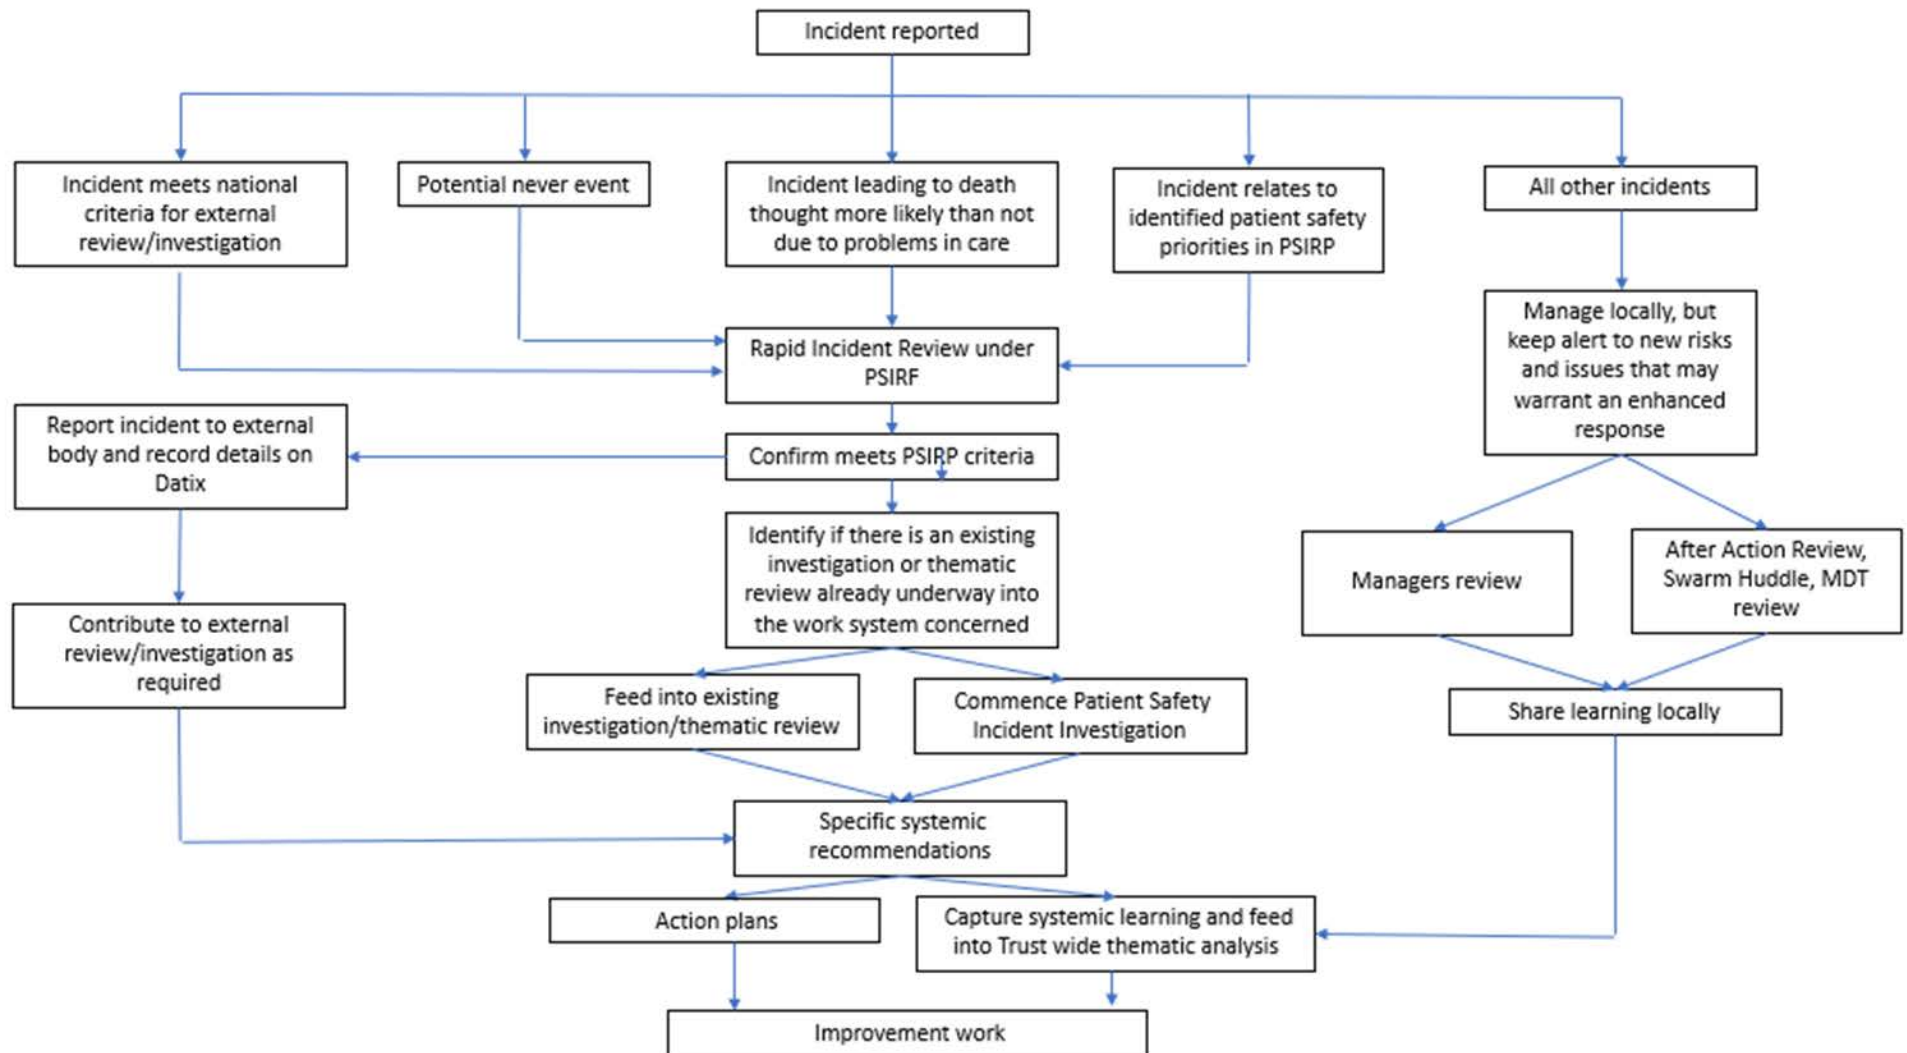 Incident reported
Incident meets national
criteria for external
review/investigation
Potential never event
Incident leading to death
thought more likely than not
due to problems in care
Incident relates to
identified patient safety
priorities in PSIRP
All other incidents
Rapid Incident Review under
PSIRF
Manage locally, but
keep alert to new risks
and issues that may
warrant an enhanced
response
Report incident to external
body and record details on
Datix
Confirm meets PSIRP criteria
Identify if there is an existing
investigation or thematic
review already underway into
the work system concerned
Managers review
After Action Review,
Swarm Huddle, MDT
review
Contribute to external
review/investigation as
required
Feed into existing
investigation/thematic review
Commence Patient Safety
Incident Investigation
Share learning locally
Specific systemic
recommendations
Action plans
Capture systemic learning and feed
into Trust wide thematic analysis
Improvement work